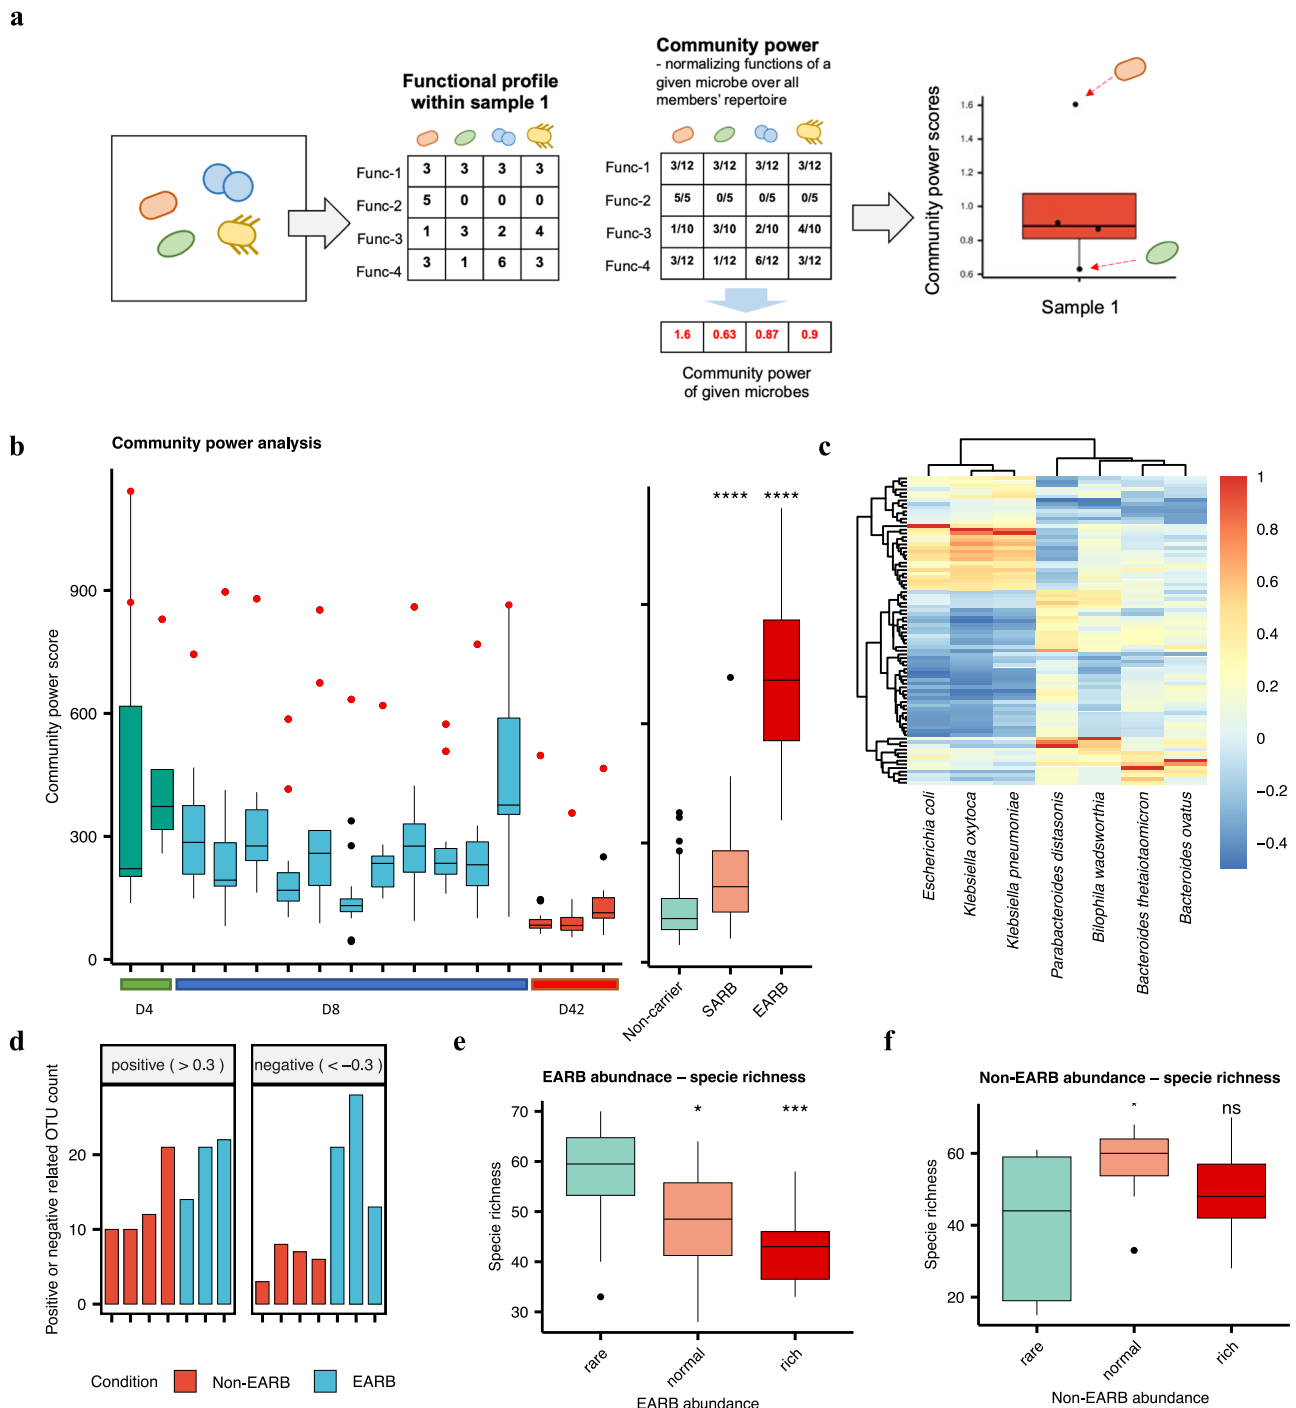 a
Functional profile
within sample 1
Func-1 3 3 3 3
Func-2 5 0 0 0
Func-3 1 3 2 4
Func-4 3 1 6 3
Community power
- normalizing functions of a
given microbe over all
members' repertoire
Func-1 3/12 3/12 3/12 3/12
Func-2 5/5 0/5 0/5 0/5
Func-3 1/10 3/10 2/10 4/10
Func-4 3/12 1/12 6/12 3/12
1.6 0.63 0.87 0.9
Community power
of given microbes
Community power scores
1.6
1.4
1.2
1.0
0.8
0.6
Sample 1
b
Community power analysis
Community power score
900
600
300
0
D4 D8 D42
**** ****
Non-carrier
SARB
EARB
c
1
0.8
0.6
0.4
0.2
0
−0.2
−0.4
Escherichia coli
Klebsiella oxytoca
Klebsiella pneumoniae
Parabacteroides distasonis
Bilophila wadsworthia
Bacteroides thetaiotaomicron
Bacteroides ovatus
d
Positive or negative related OTU count
positive ( > 0.3 ) negative ( < −0.3 )
20
10
0
Condition Non-EARB EARB
e
EARB abundnace – specie richness
Specie richness
* ***
70
60
50
40
30
rare
normal
rich
EARB abundance
f
Non-EARB abundance – specie richness
Specie richness
* ns
60
40
20
rare
normal
rich
Non-EARB abundance